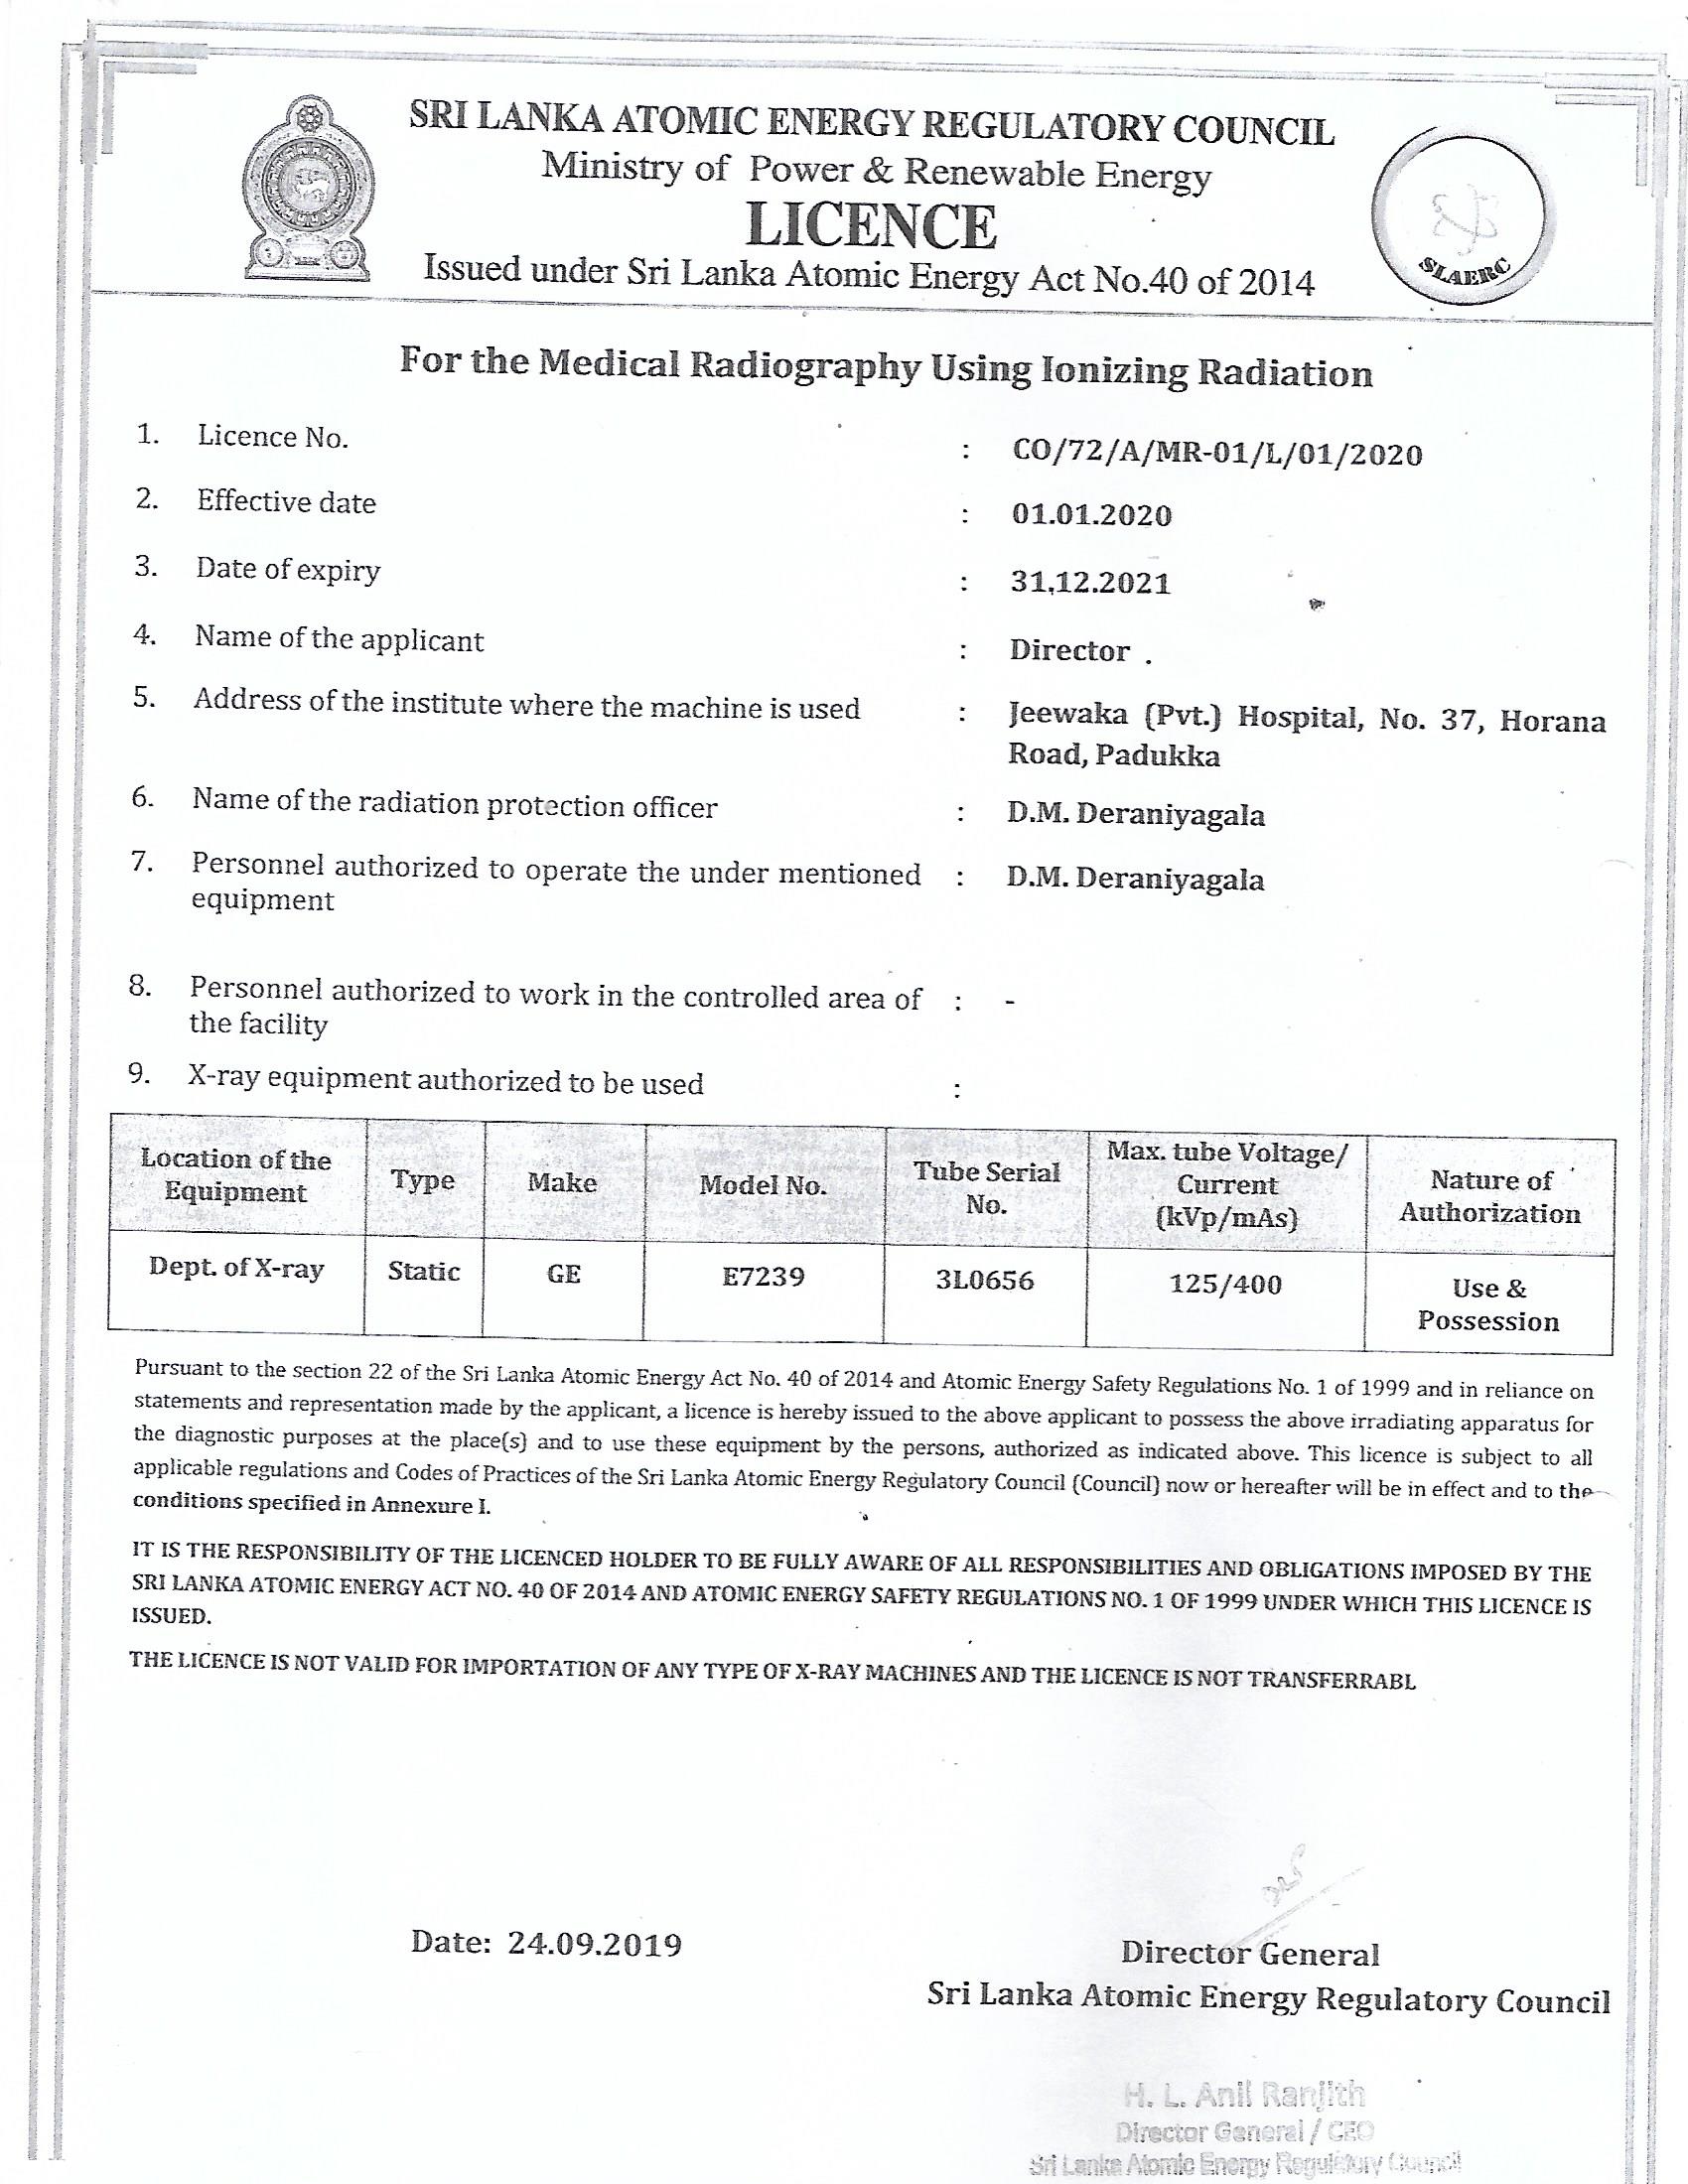 SRI LANKA ATOMIC ENERGY REGULATORY COUNCIL
Ministry of Power & Renewable Energy
LICENCE
Issued under Sri Lanka Atomic Energy Act No.40 of 2014
SLAERC
For the Medical Radiography Using Ionizing Radiation
1. Licence No. : CO/72/A/MR-01/L/01/2020
2. Effective date : 01.01.2020
3. Date of expiry : 31,12.2021
4. Name of the applicant : Director .
5. Address of the institute where the machine is used : Jeewaka (Pvt.) Hospital, No. 37, Horana
Road, Padukka
6. Name of the radiation protection officer : D.M. Deraniyagala
7. Personnel authorized to operate the under mentioned : D.M. Deraniyagala
equipment
8. Personnel authorized to work in the controlled area of : -
the facility
9. X-ray equipment authorized to be used :
Location of the Equipment Type Make Model No. Tube Serial No. Max. tube Voltage/ Current (kVp/mAs) Nature of Authorization
Dept. of X-ray Static GE E7239 3L0656 125/400 Use & Possession
Pursuant to the section 22 of the Sri Lanka Atomic Energy Act No. 40 of 2014 and Atomic Energy Safety Regulations No. 1 of 1999 and in reliance on
statements and representation made by the applicant, a licence is hereby issued to the above applicant to possess the above irradiating apparatus for
the diagnostic purposes at the place(s) and to use these equipment by the persons, authorized as indicated above. This licence is subject to all
applicable regulations and Codes of Practices of the Sri Lanka Atomic Energy Regulatory Council (Council) now or hereafter will be in effect and to the
conditions specified in Annexure I.
IT IS THE RESPONSIBILITY OF THE LICENCED HOLDER TO BE FULLY AWARE OF ALL RESPONSIBILITIES AND OBLIGATIONS IMPOSED BY THE
SRI LANKA ATOMIC ENERGY ACT NO. 40 OF 2014 AND ATOMIC ENERGY SAFETY REGULATIONS NO. 1 OF 1999 UNDER WHICH THIS LICENCE IS
ISSUED.
THE LICENCE IS NOT VALID FOR IMPORTATION OF ANY TYPE OF X-RAY MACHINES AND THE LICENCE IS NOT TRANSFERRABL
Date: 24.09.2019
Director General
Sri Lanka Atomic Energy Regulatory Council
H. L. Anil Ranjith
Director General / CEO
Sri Lanka Atomic Energy Regulatory Council